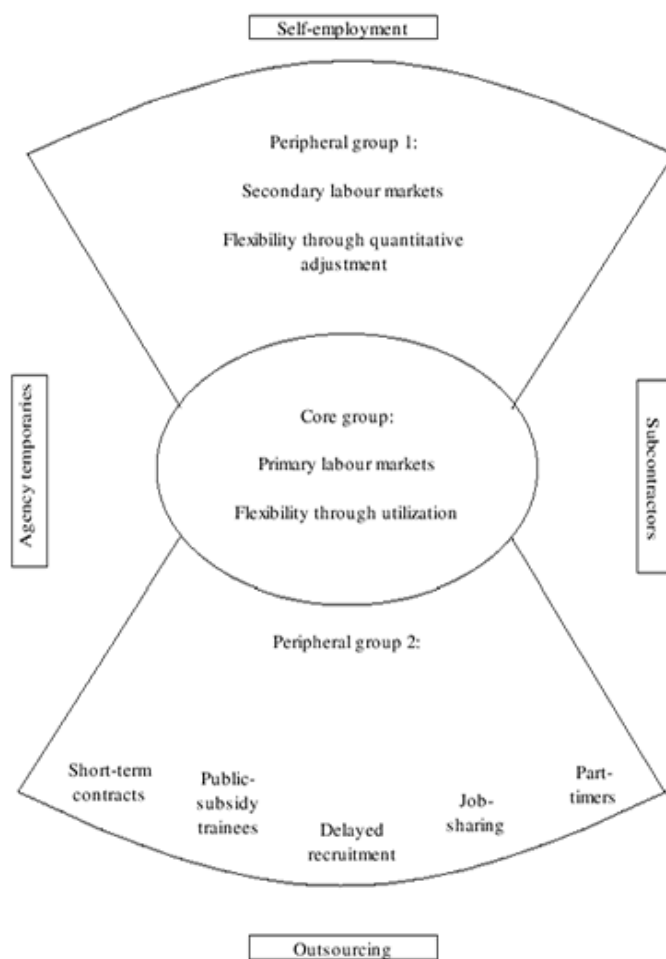 Self-employment
Peripheral group 1:
Secondary labour markets
Flexibility through quantitative
adjustment
Agency temporaries
Core group:
Primary labour markets
Flexibility through utilization
Subcontractors
Peripheral group 2:
Short-term
contracts
Public-
subsidy
trainees
Delayed
recruitment
Job-
sharing
Part-
timers
Outsourcing